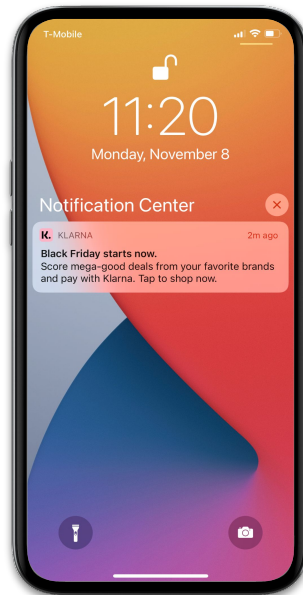 T-Mobile
11:20
Monday, November 8
Notification Center
K. KLARNA 2m ago
Black Friday starts now.
Score mega-good deals from your favorite brands
and pay with Klarna. Tap to shop now.